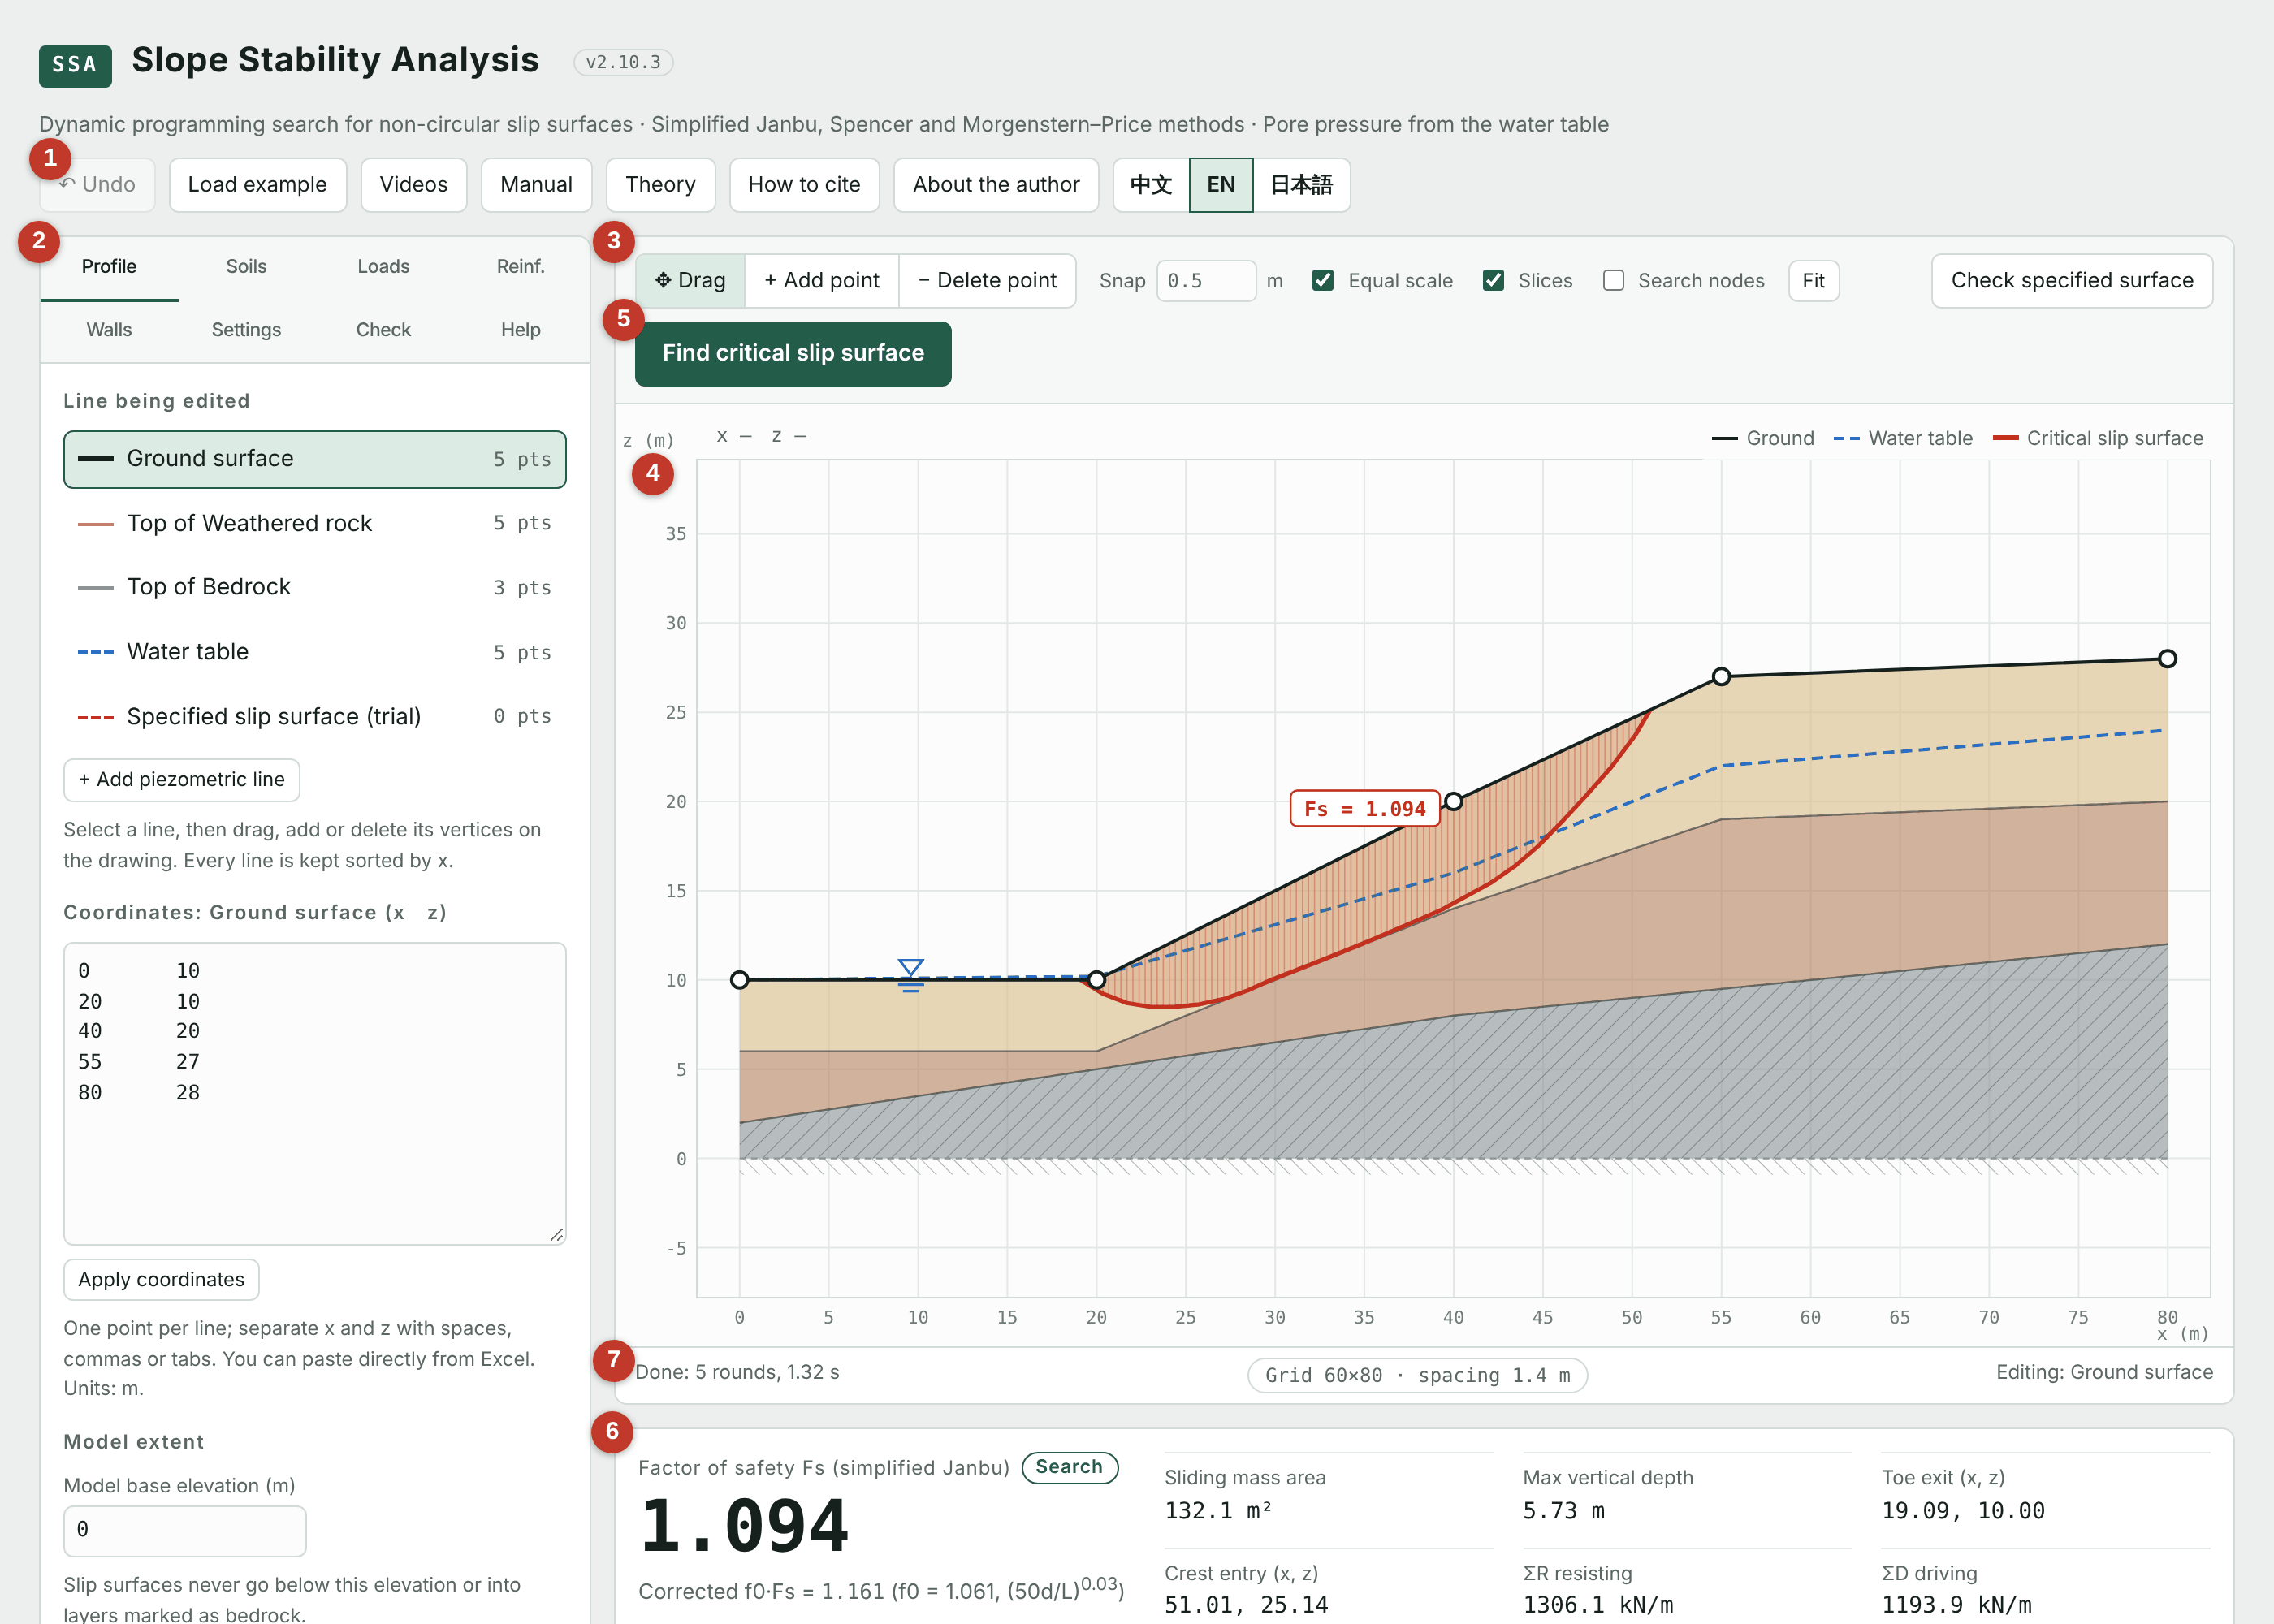 SSA Slope Stability Analysis v2.10.3
Dynamic programming search for non-circular slip surfaces · Simplified Janbu, Spencer and Morgenstern–Price methods · Pore pressure from the water table
1
↶ Undo Load example Videos Manual Theory How to cite About the author 中文 EN 日本語
2
Profile Soils Loads Reinf.
Walls Settings Check Help
Line being edited
Ground surface 5 pts
Top of Weathered rock 5 pts
Top of Bedrock 3 pts
Water table 5 pts
Specified slip surface (trial) 0 pts
+ Add piezometric line
Select a line, then drag, add or delete its vertices on
the drawing. Every line is kept sorted by x.
Coordinates: Ground surface (x z)
0 10
20 10
40 20
55 27
80 28
Apply coordinates
One point per line; separate x and z with spaces,
commas or tabs. You can paste directly from Excel.
Units: m.
Model extent
Model base elevation (m)
0
Slip surfaces never go below this elevation or into
layers marked as bedrock.
3
✥ Drag + Add point − Delete point Snap 0.5 m Equal scale Slices Search nodes Fit Check specified surface
5
Find critical slip surface
z (m) x — z — Ground Water table Critical slip surface
4
35
30
25
20
15
10
5
0
-5
Fs = 1.094
0 5 10 15 20 25 30 35 40 45 50 55 60 65 70 75 80
x (m)
7
Done: 5 rounds, 1.32 s Grid 60×80 · spacing 1.4 m Editing: Ground surface
6
Factor of safety Fs (simplified Janbu) Search
1.094
Corrected f0·Fs = 1.161 (f0 = 1.061, (50d/L)^0.03)
Sliding mass area
132.1 m²
Max vertical depth
5.73 m
Toe exit (x, z)
19.09, 10.00
Crest entry (x, z)
51.01, 25.14
ΣR resisting
1306.1 kN/m
ΣD driving
1193.9 kN/m